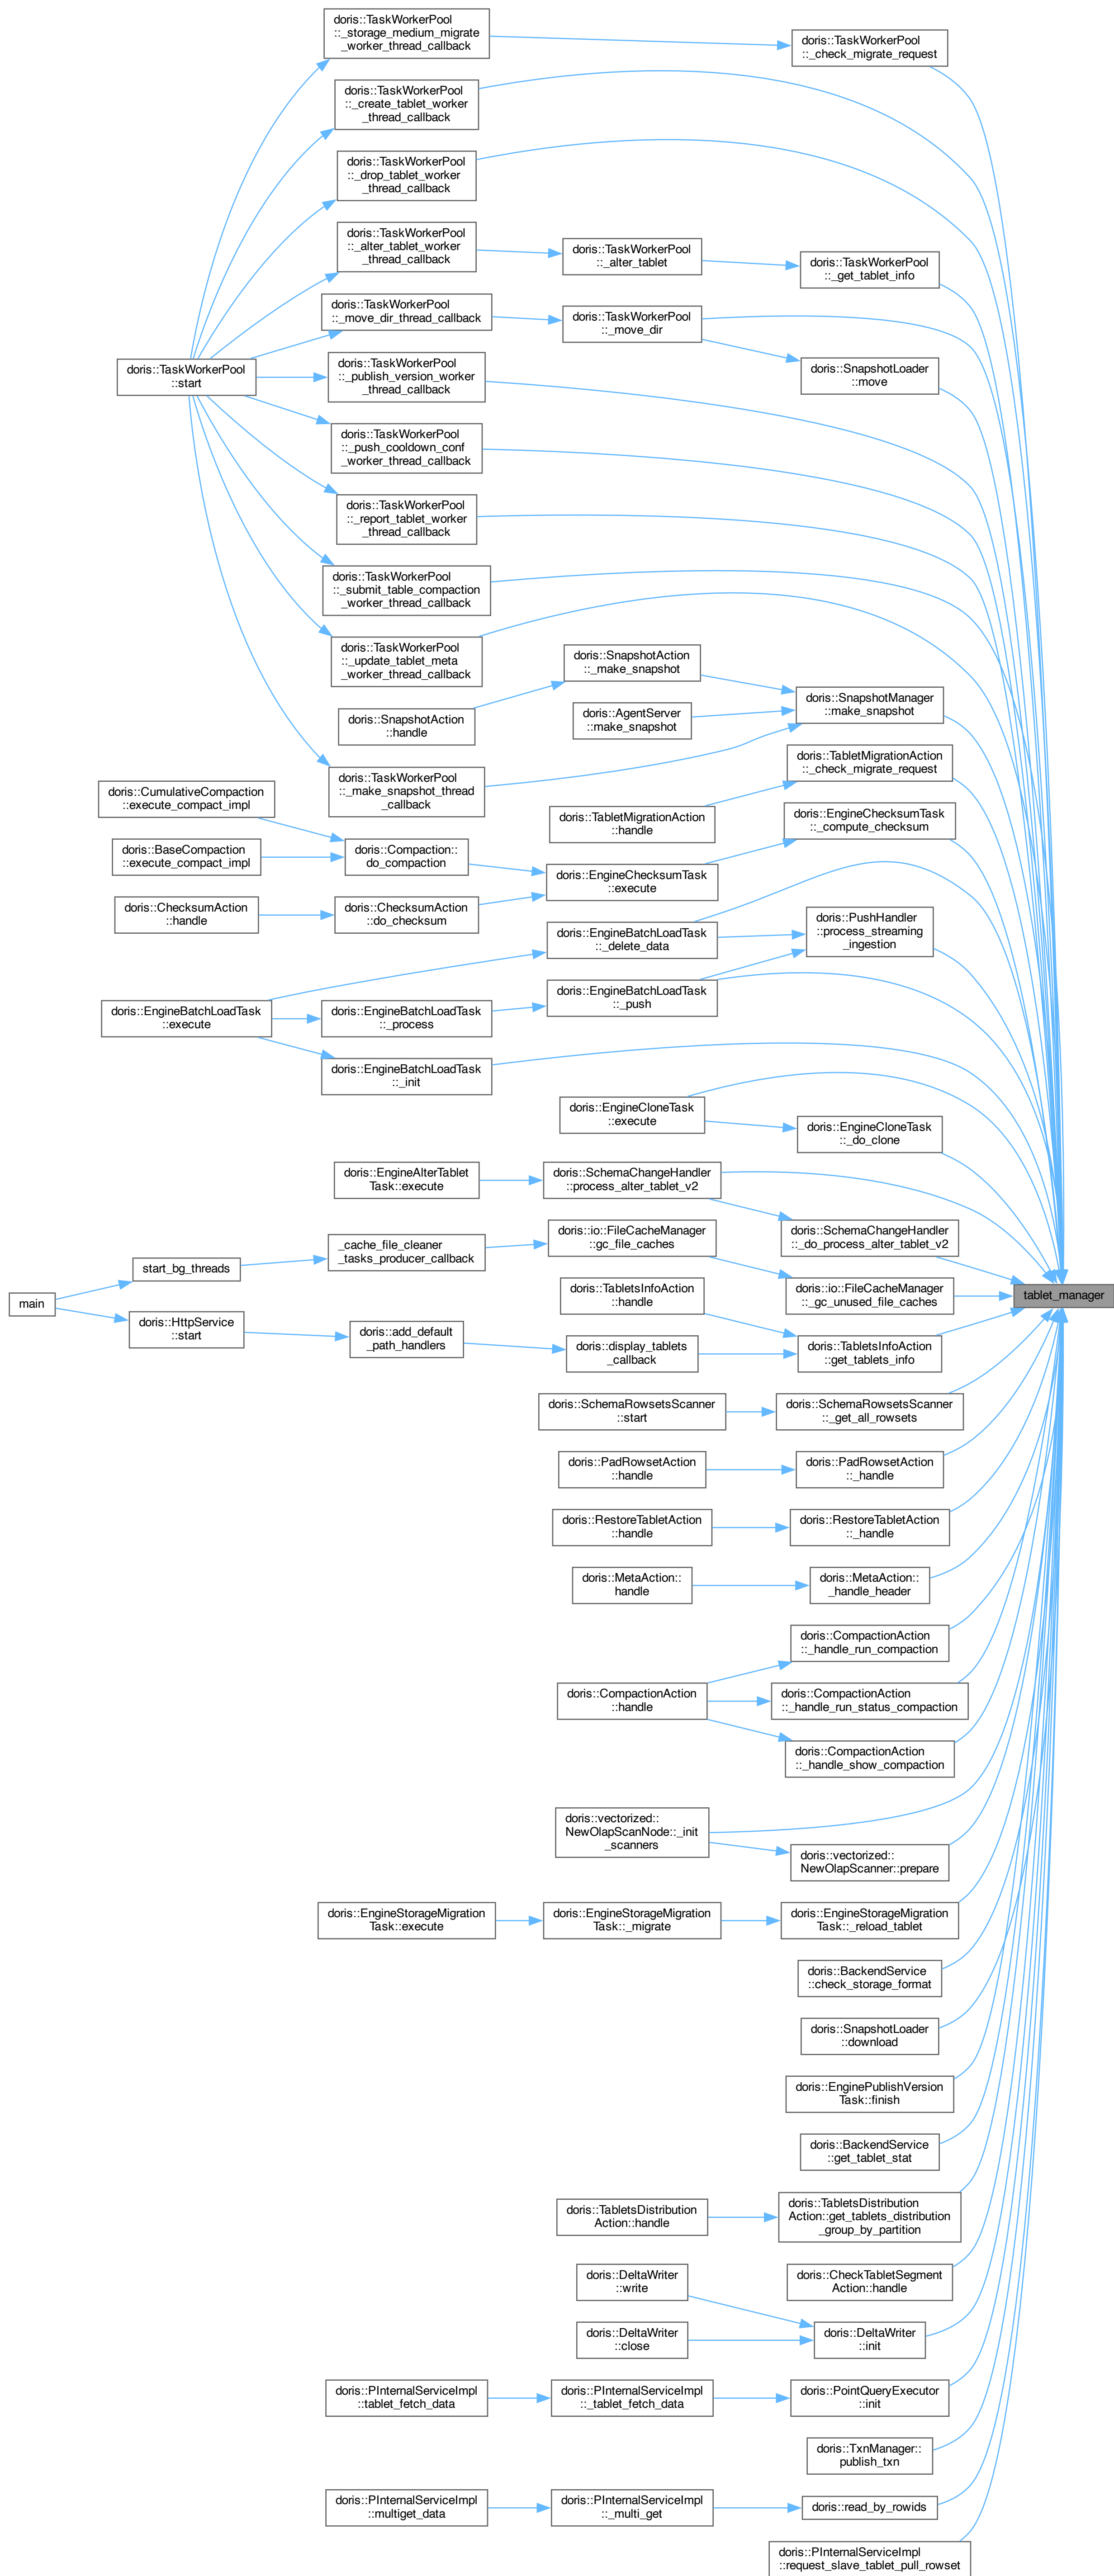 doris::TaskWorkerPool
::_storage_medium_migrate
_worker_thread_callback
doris::TaskWorkerPool
::_check_migrate_request
doris::TaskWorkerPool
::_create_tablet_worker
_thread_callback
doris::TaskWorkerPool
::_drop_tablet_worker
_thread_callback
doris::TaskWorkerPool
::_alter_tablet_worker
_thread_callback
doris::TaskWorkerPool
::_alter_tablet
doris::TaskWorkerPool
::_get_tablet_info
doris::TaskWorkerPool
::_move_dir_thread_callback
doris::TaskWorkerPool
::_move_dir
doris::TaskWorkerPool
::start
doris::TaskWorkerPool
::_publish_version_worker
_thread_callback
doris::SnapshotLoader
::move
doris::TaskWorkerPool
::_push_cooldown_conf
_worker_thread_callback
doris::TaskWorkerPool
::_report_tablet_worker
_thread_callback
doris::TaskWorkerPool
::_submit_table_compaction
_worker_thread_callback
doris::TaskWorkerPool
::_update_tablet_meta
_worker_thread_callback
doris::SnapshotAction
::_make_snapshot
doris::SnapshotManager
::make_snapshot
doris::SnapshotAction
::handle
doris::AgentServer
::make_snapshot
doris::TabletMigrationAction
::_check_migrate_request
doris::TaskWorkerPool
::_make_snapshot_thread
_callback
doris::CumulativeCompaction
::execute_compact_impl
doris::TabletMigrationAction
::handle
doris::EngineChecksumTask
::_compute_checksum
doris::BaseCompaction
::execute_compact_impl
doris::Compaction::
do_compaction
doris::EngineChecksumTask
::execute
doris::ChecksumAction
::handle
doris::ChecksumAction
::do_checksum
doris::EngineBatchLoadTask
::_delete_data
doris::PushHandler
::process_streaming
_ingestion
doris::EngineBatchLoadTask
::execute
doris::EngineBatchLoadTask
::_process
doris::EngineBatchLoadTask
::_push
doris::EngineBatchLoadTask
::_init
doris::EngineCloneTask
::execute
doris::EngineCloneTask
::_do_clone
doris::EngineAlterTablet
Task::execute
doris::SchemaChangeHandler
::process_alter_tablet_v2
doris::SchemaChangeHandler
::_do_process_alter_tablet_v2
start_bg_threads
_cache_file_cleaner
_tasks_producer_callback
doris::io::FileCacheManager
::gc_file_caches
doris::io::FileCacheManager
::_gc_unused_file_caches
tablet_manager
main
doris::HttpService
::start
doris::add_default
_path_handlers
doris::TabletsInfoAction
::handle
doris::display_tablets
_callback
doris::TabletsInfoAction
::get_tablets_info
doris::SchemaRowsetsScanner
::start
doris::SchemaRowsetsScanner
::_get_all_rowsets
doris::PadRowsetAction
::handle
doris::PadRowsetAction
::_handle
doris::RestoreTabletAction
::handle
doris::RestoreTabletAction
::_handle
doris::MetaAction::
handle
doris::MetaAction::
_handle_header
doris::CompactionAction
::_handle_run_compaction
doris::CompactionAction
::handle
doris::CompactionAction
::_handle_run_status_compaction
doris::CompactionAction
::_handle_show_compaction
doris::vectorized::
NewOlapScanNode::_init
_scanners
doris::vectorized::
NewOlapScanner::prepare
doris::EngineStorageMigration
Task::execute
doris::EngineStorageMigration
Task::_migrate
doris::EngineStorageMigration
Task::_reload_tablet
doris::BackendService
::check_storage_format
doris::SnapshotLoader
::download
doris::EnginePublishVersion
Task::finish
doris::BackendService
::get_tablet_stat
doris::TabletsDistribution
Action::handle
doris::TabletsDistribution
Action::get_tablets_distribution
_group_by_partition
doris::CheckTabletSegment
Action::handle
doris::DeltaWriter
::write
doris::DeltaWriter
::close
doris::DeltaWriter
::init
doris::PInternalServiceImpl
::tablet_fetch_data
doris::PInternalServiceImpl
::_tablet_fetch_data
doris::PointQueryExecutor
::init
doris::TxnManager::
publish_txn
doris::PInternalServiceImpl
::multiget_data
doris::PInternalServiceImpl
::_multi_get
doris::read_by_rowids
doris::PInternalServiceImpl
::request_slave_tablet_pull_rowset